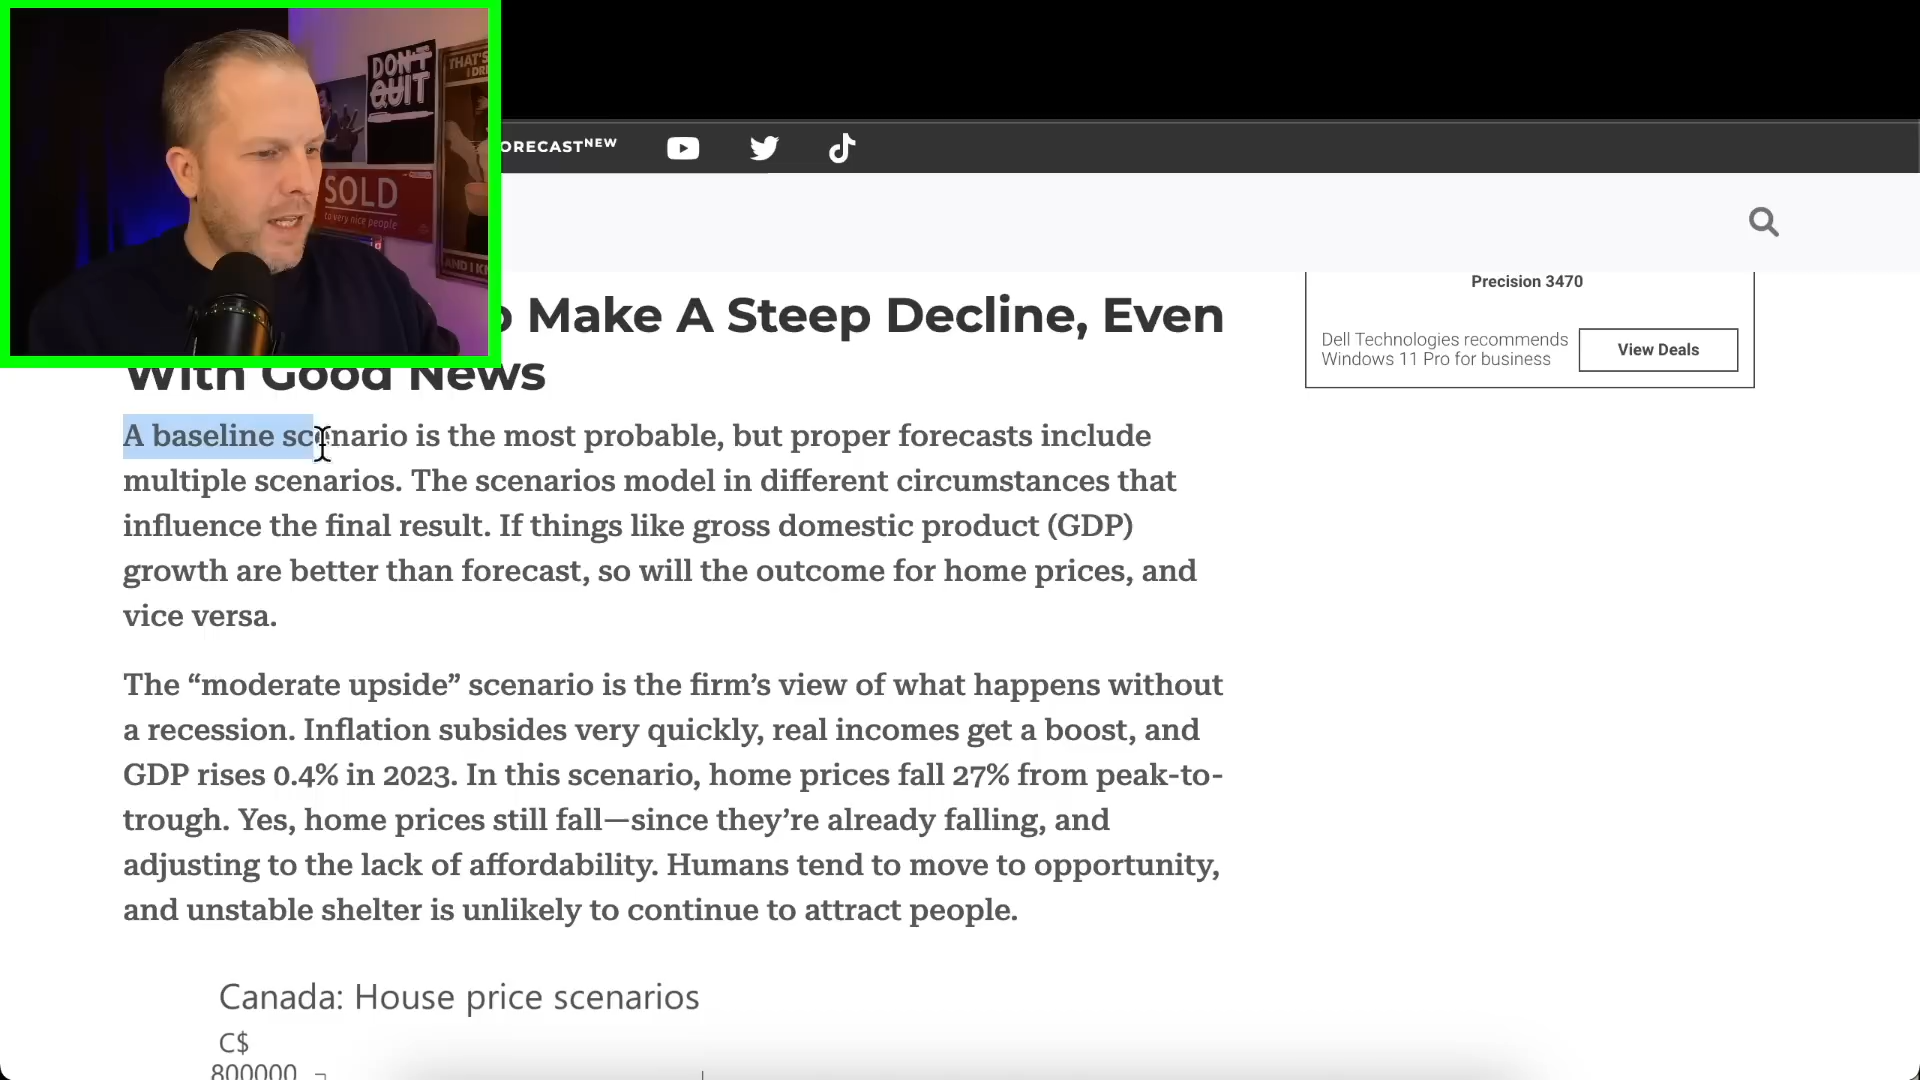 DON'T
QUIT
THAT'S
I DRI
SOLD
to very nice people
AND I K
ORECASTNEW
Precision 3470
Dell Technologies recommends
Windows 11 Pro for business
View Deals
Make A Steep Decline, Even
With Good News
A baseline scenario is the most probable, but proper forecasts include
multiple scenarios. The scenarios model in different circumstances that
influence the final result. If things like gross domestic product (GDP)
growth are better than forecast, so will the outcome for home prices, and
vice versa.
The “moderate upside” scenario is the firm’s view of what happens without
a recession. Inflation subsides very quickly, real incomes get a boost, and
GDP rises 0.4% in 2023. In this scenario, home prices fall 27% from peak-to-
trough. Yes, home prices still fall—since they’re already falling, and
adjusting to the lack of affordability. Humans tend to move to opportunity,
and unstable shelter is unlikely to continue to attract people.
Canada: House price scenarios
C$
800000